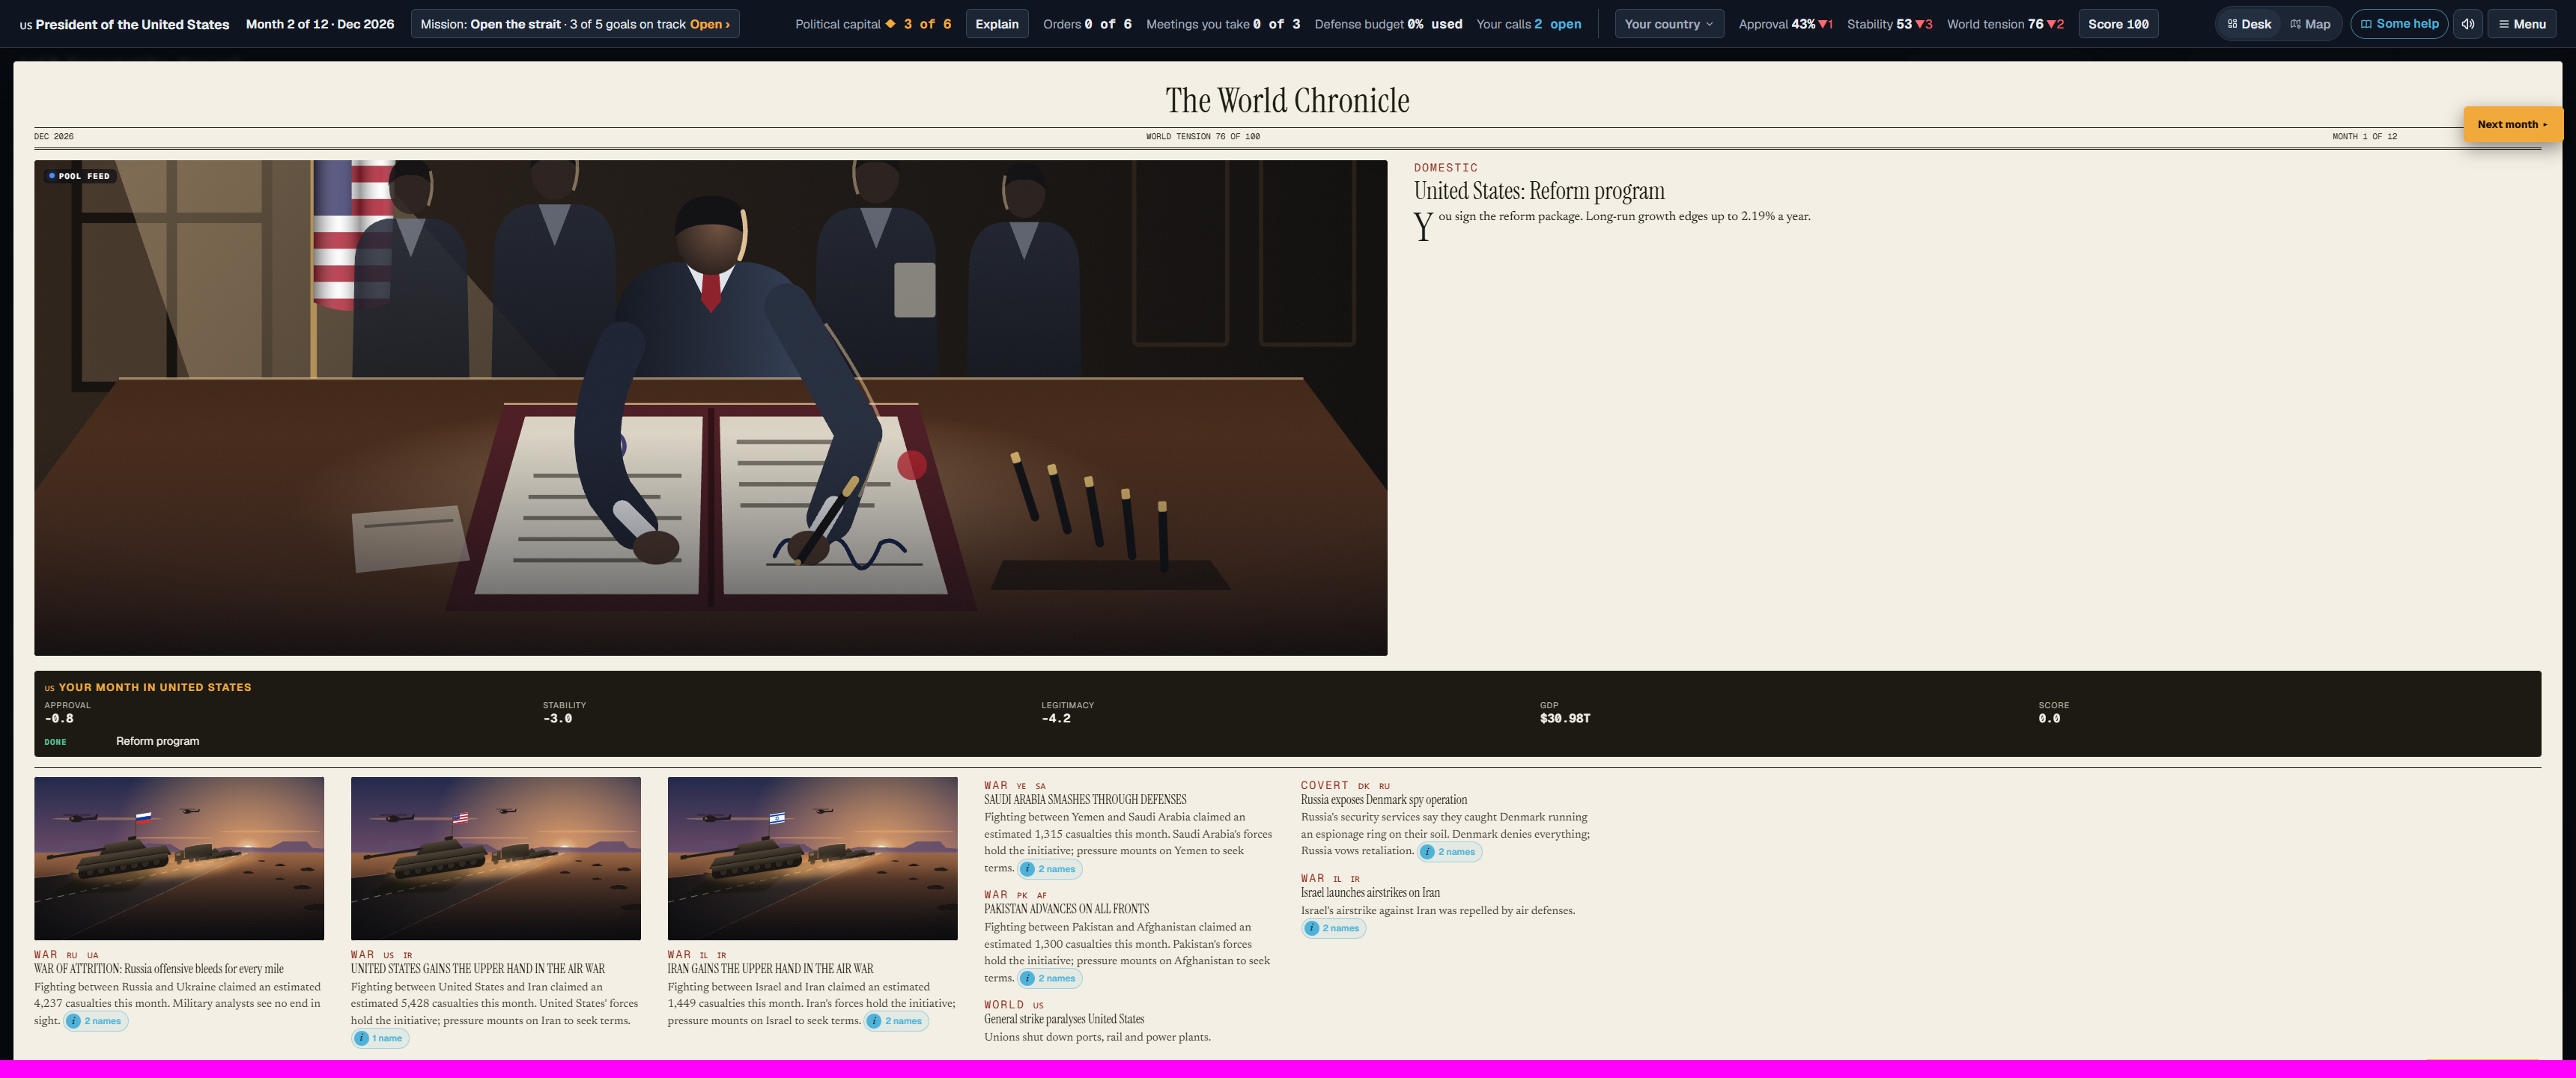 US President of the United States Month 2 of 12 · Dec 2026 Mission: Open the strait · 3 of 5 goals on track Open › Political capital ◆ 3 of 6 Explain Orders 0 of 6 Meetings you take 0 of 3 Defense budget 0% used Your calls 2 open Your country Approval 43% ▼1 Stability 53 ▼3 World tension 76 ▼2 Score 100 Desk Map Some help Menu
The World Chronicle
Next month ▸
DEC 2026 WORLD TENSION 76 OF 100 MONTH 1 OF 12
POOL FEED
DOMESTIC
United States: Reform program
You sign the reform package. Long-run growth edges up to 2.19% a year.
US YOUR MONTH IN UNITED STATES
APPROVAL STABILITY LEGITIMACY GDP SCORE
-0.8 -3.0 -4.2 $30.98T 0.0
DONE Reform program
WAR RU UA
WAR OF ATTRITION: Russia offensive bleeds for every mile
Fighting between Russia and Ukraine claimed an estimated
4,237 casualties this month. Military analysts see no end in
sight. i 2 names
WAR US IR
UNITED STATES GAINS THE UPPER HAND IN THE AIR WAR
Fighting between United States and Iran claimed an
estimated 5,428 casualties this month. United States' forces
hold the initiative; pressure mounts on Iran to seek terms.
i 1 name
WAR IL IR
IRAN GAINS THE UPPER HAND IN THE AIR WAR
Fighting between Israel and Iran claimed an estimated
1,449 casualties this month. Iran's forces hold the initiative;
pressure mounts on Israel to seek terms. i 2 names
WAR YE SA
SAUDI ARABIA SMASHES THROUGH DEFENSES
Fighting between Yemen and Saudi Arabia claimed an
estimated 1,315 casualties this month. Saudi Arabia's forces
hold the initiative; pressure mounts on Yemen to seek
terms. i 2 names
WAR PK AF
PAKISTAN ADVANCES ON ALL FRONTS
Fighting between Pakistan and Afghanistan claimed an
estimated 1,300 casualties this month. Pakistan's forces
hold the initiative; pressure mounts on Afghanistan to seek
terms. i 2 names
WORLD US
General strike paralyses United States
Unions shut down ports, rail and power plants.
COVERT DK RU
Russia exposes Denmark spy operation
Russia's security services say they caught Denmark running
an espionage ring on their soil. Denmark denies everything;
Russia vows retaliation. i 2 names
WAR IL IR
Israel launches airstrikes on Iran
Israel's airstrike against Iran was repelled by air defenses.
i 2 names